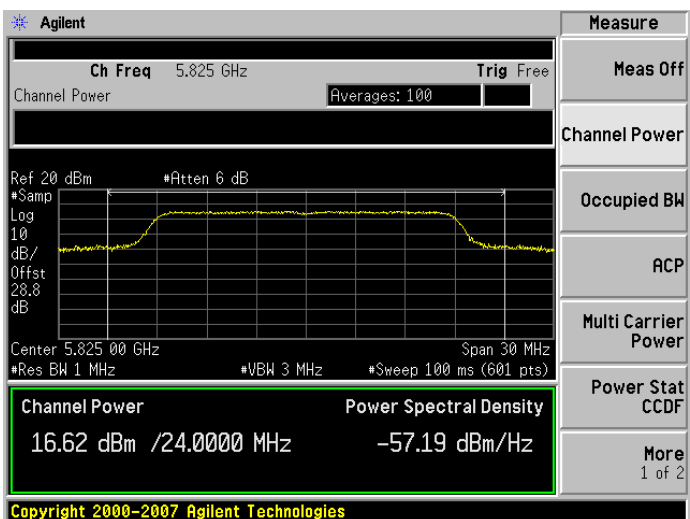 Agilent
Measure
Ch Freq 5.825 GHz Trig Free
Channel Power Averages: 100
Meas Off
Channel Power
Occupied BW
ACP
Multi Carrier
Power
Power Stat
CCDF
More
1 of 2
Ref 20 dBm #Atten 6 dB
#Samp
Log
10
dB/
Offst
28.8
dB
Center 5.825 00 GHz Span 30 MHz
#Res BW 1 MHz #VBW 3 MHz #Sweep 100 ms (601 pts)
Channel Power Power Spectral Density
16.62 dBm /24.0000 MHz -57.19 dBm/Hz
Copyright 2000-2007 Agilent Technologies